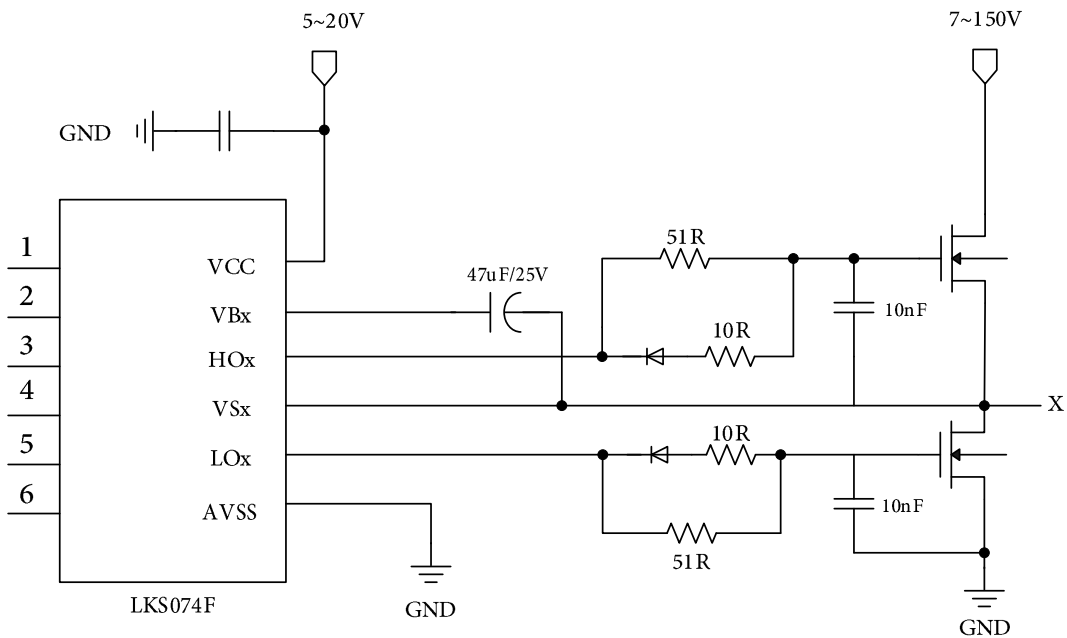 5~20V
7~150V
GND
1
2
3
4
5
6
VCC
VBx
HOx
VSx
LOx
AVSS
47uF/25V
51R
10R
10nF
X
10R
10nF
51R
LKS074F
GND
GND